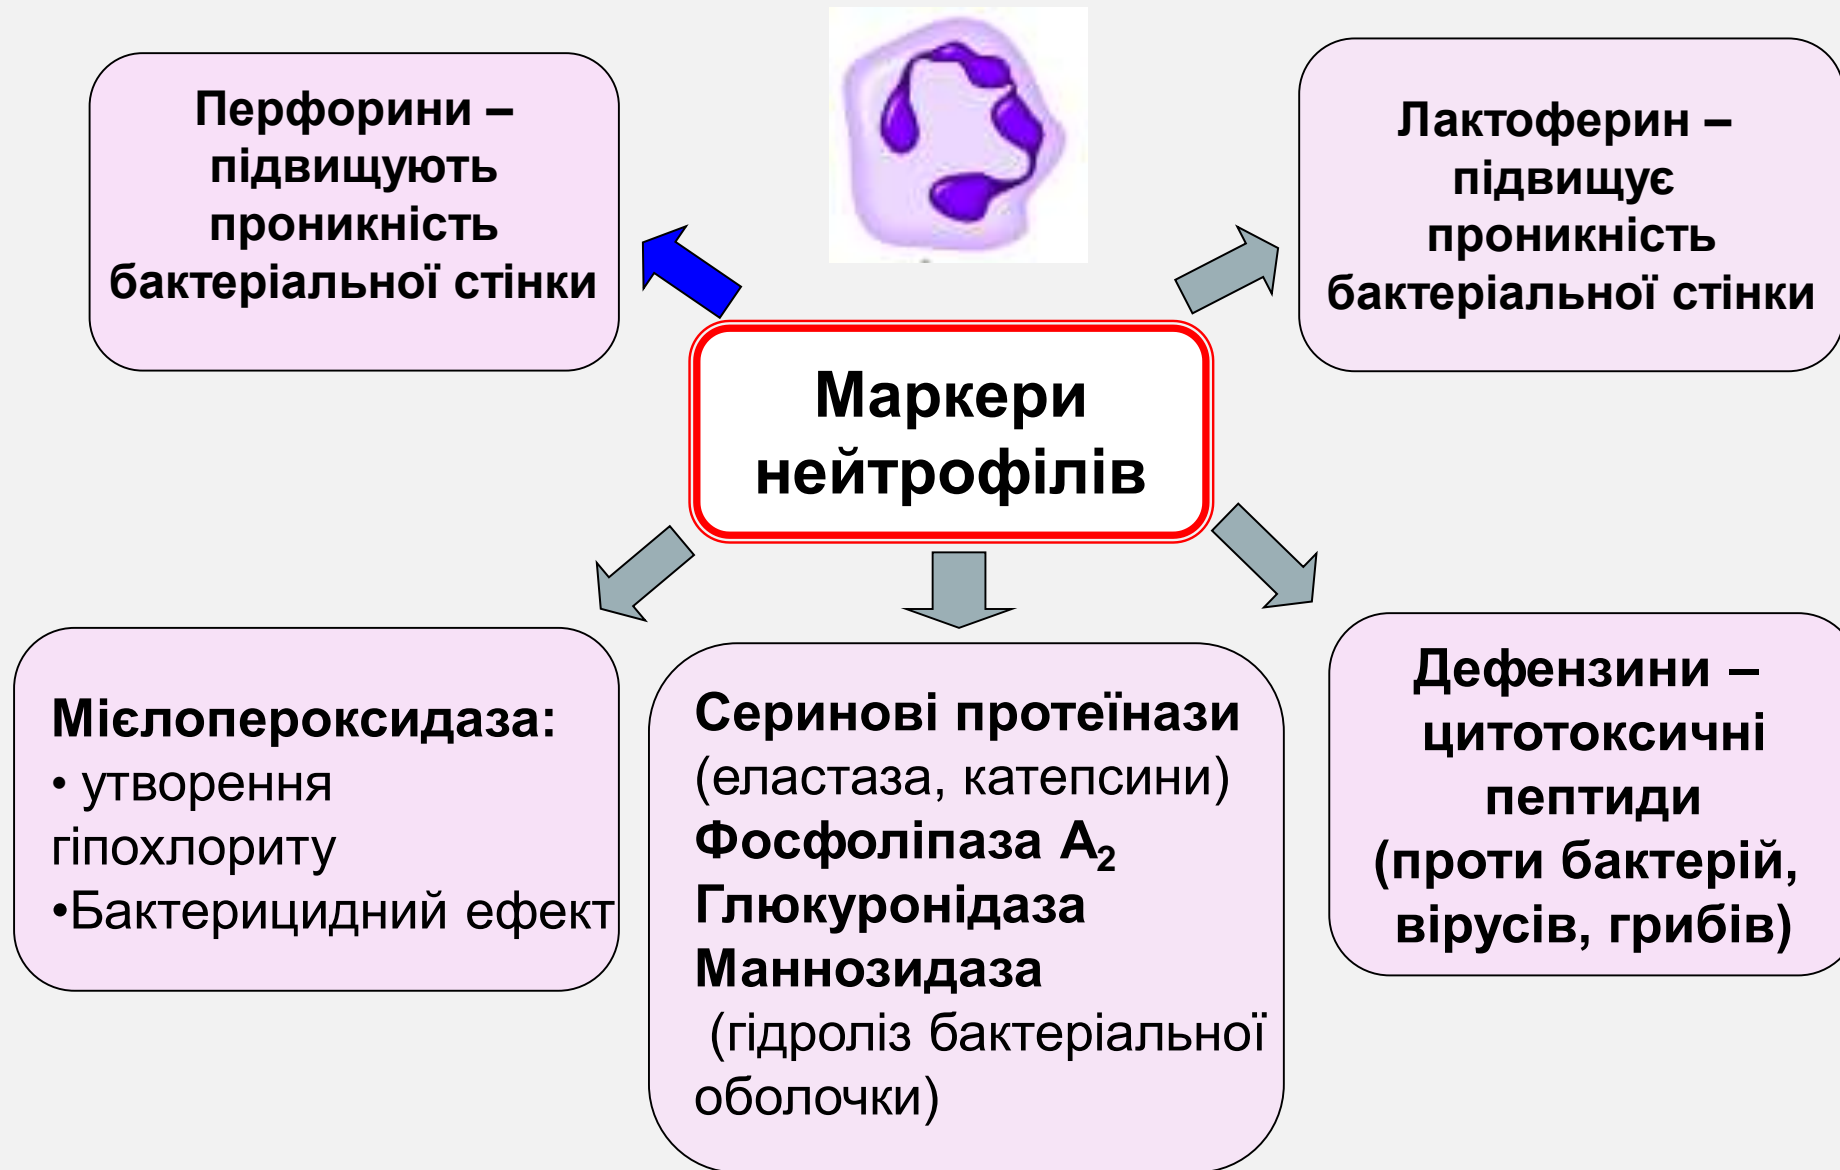 Перфорини –
підвищують
проникність
бактеріальної стінки
Лактоферин –
підвищує
проникність
бактеріальної стінки
Маркери
нейтрофілів
Мієлопероксидаза:
• утворення
гіпохлориту
•Бактерицидний ефект
Серинові протеїнази
(еластаза, катепсини)
Фосфоліпаза А₂
Глюкуронідаза
Маннозидаза
(гідроліз бактеріальної
оболочки)
Дефензини –
цитотоксичні
пептиди
(проти бактерій,
вірусів, грибів)